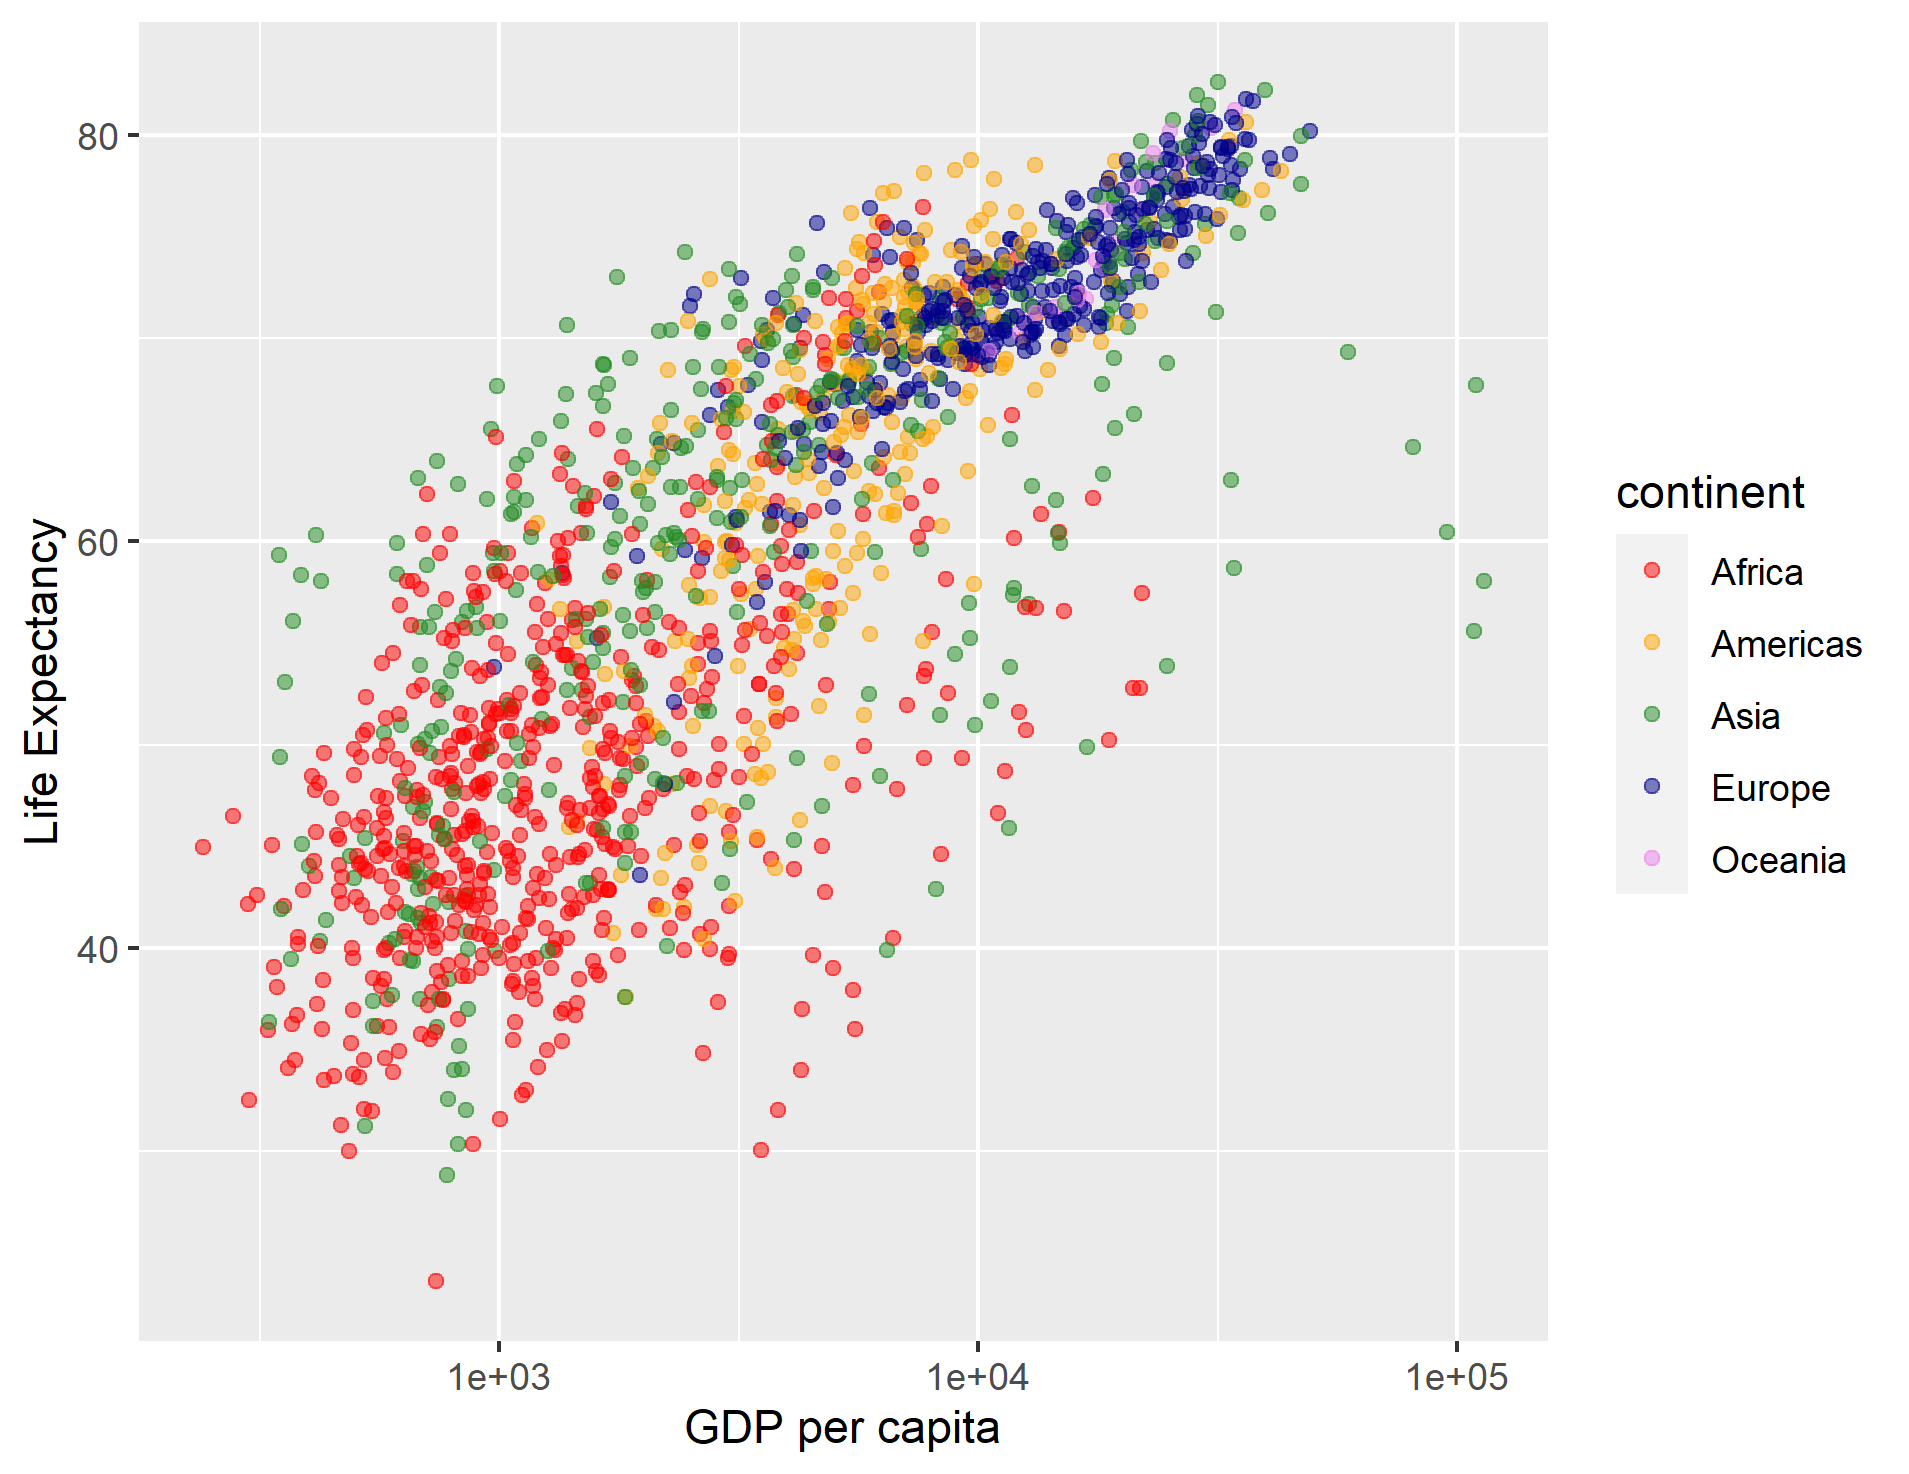 Life Expectancy
80
60
40
1e+03
1e+04
1e+05
GDP per capita
continent
Africa
Americas
Asia
Europe
Oceania